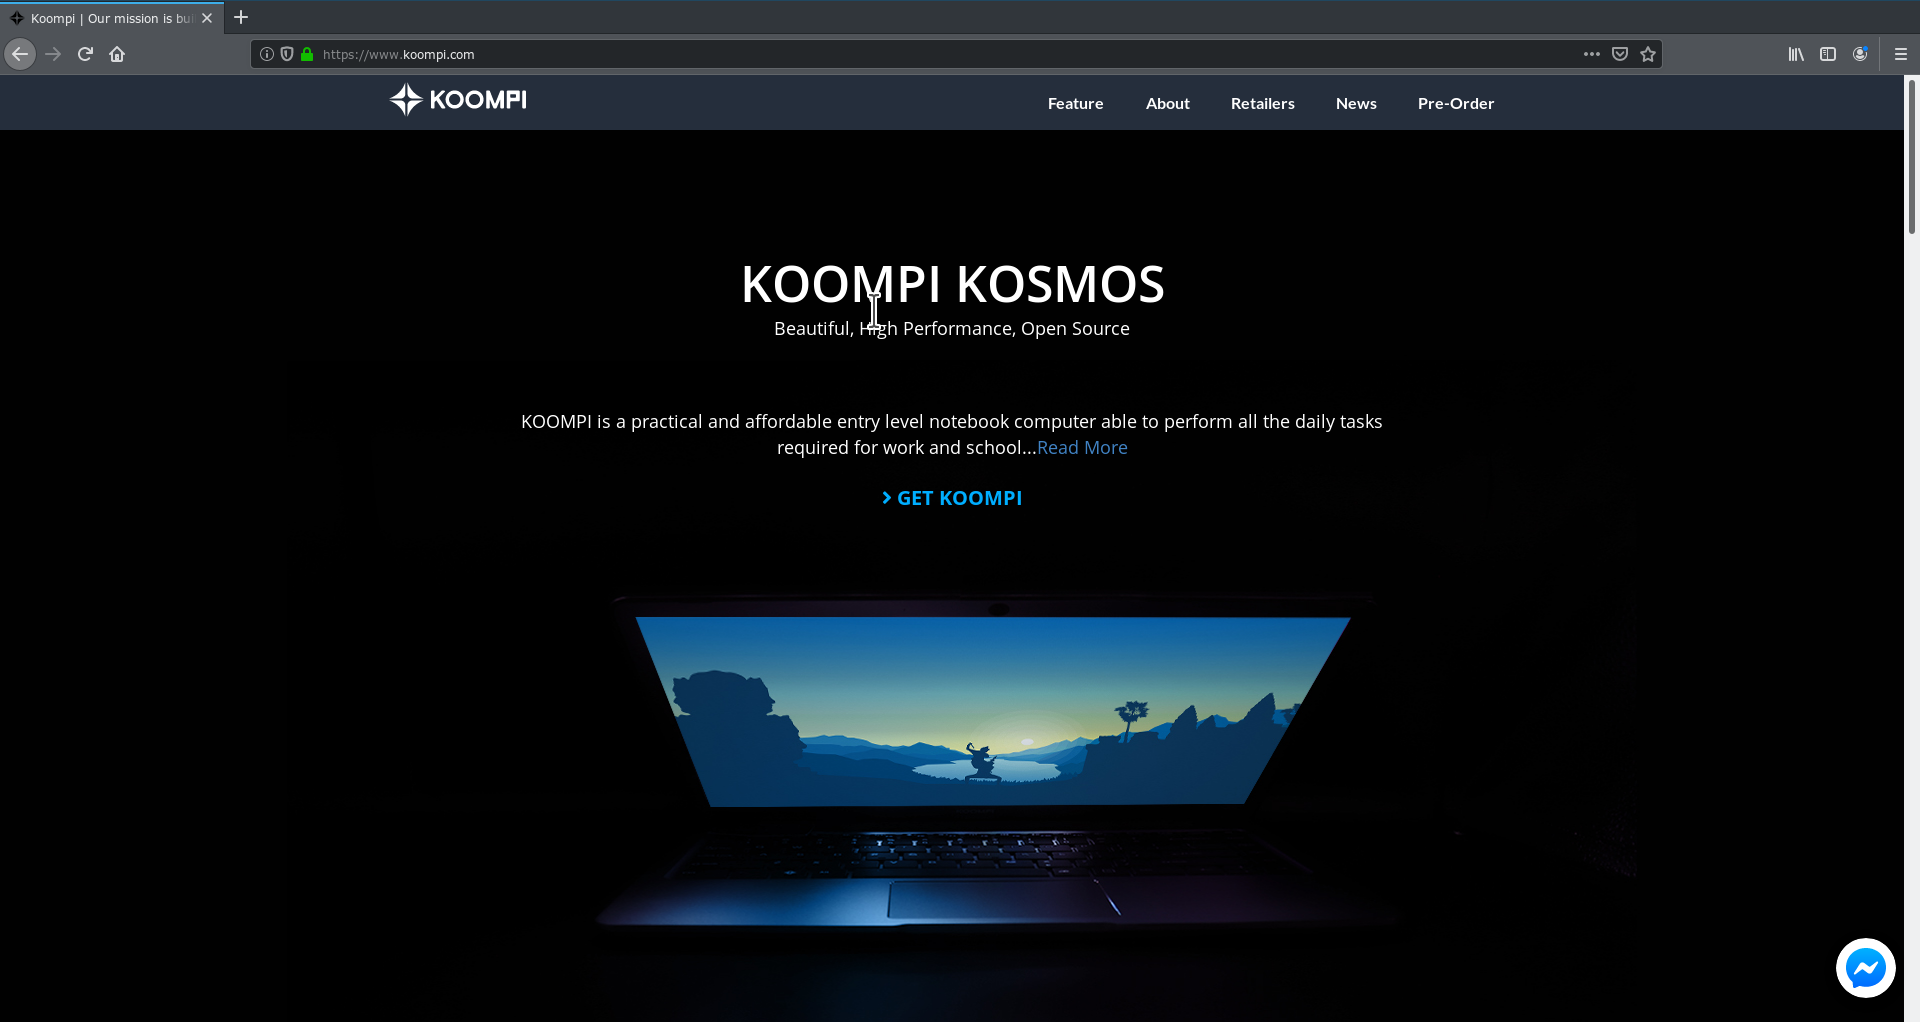 Koompi | Our mission is bui
https://www.koompi.com
KOOMPI
Feature About Retailers News Pre-Order
KOOMPI KOSMOS
Beautiful, High Performance, Open Source
KOOMPI is a practical and affordable entry level notebook computer able to perform all the daily tasks
required for work and school...Read More
GET KOOMPI